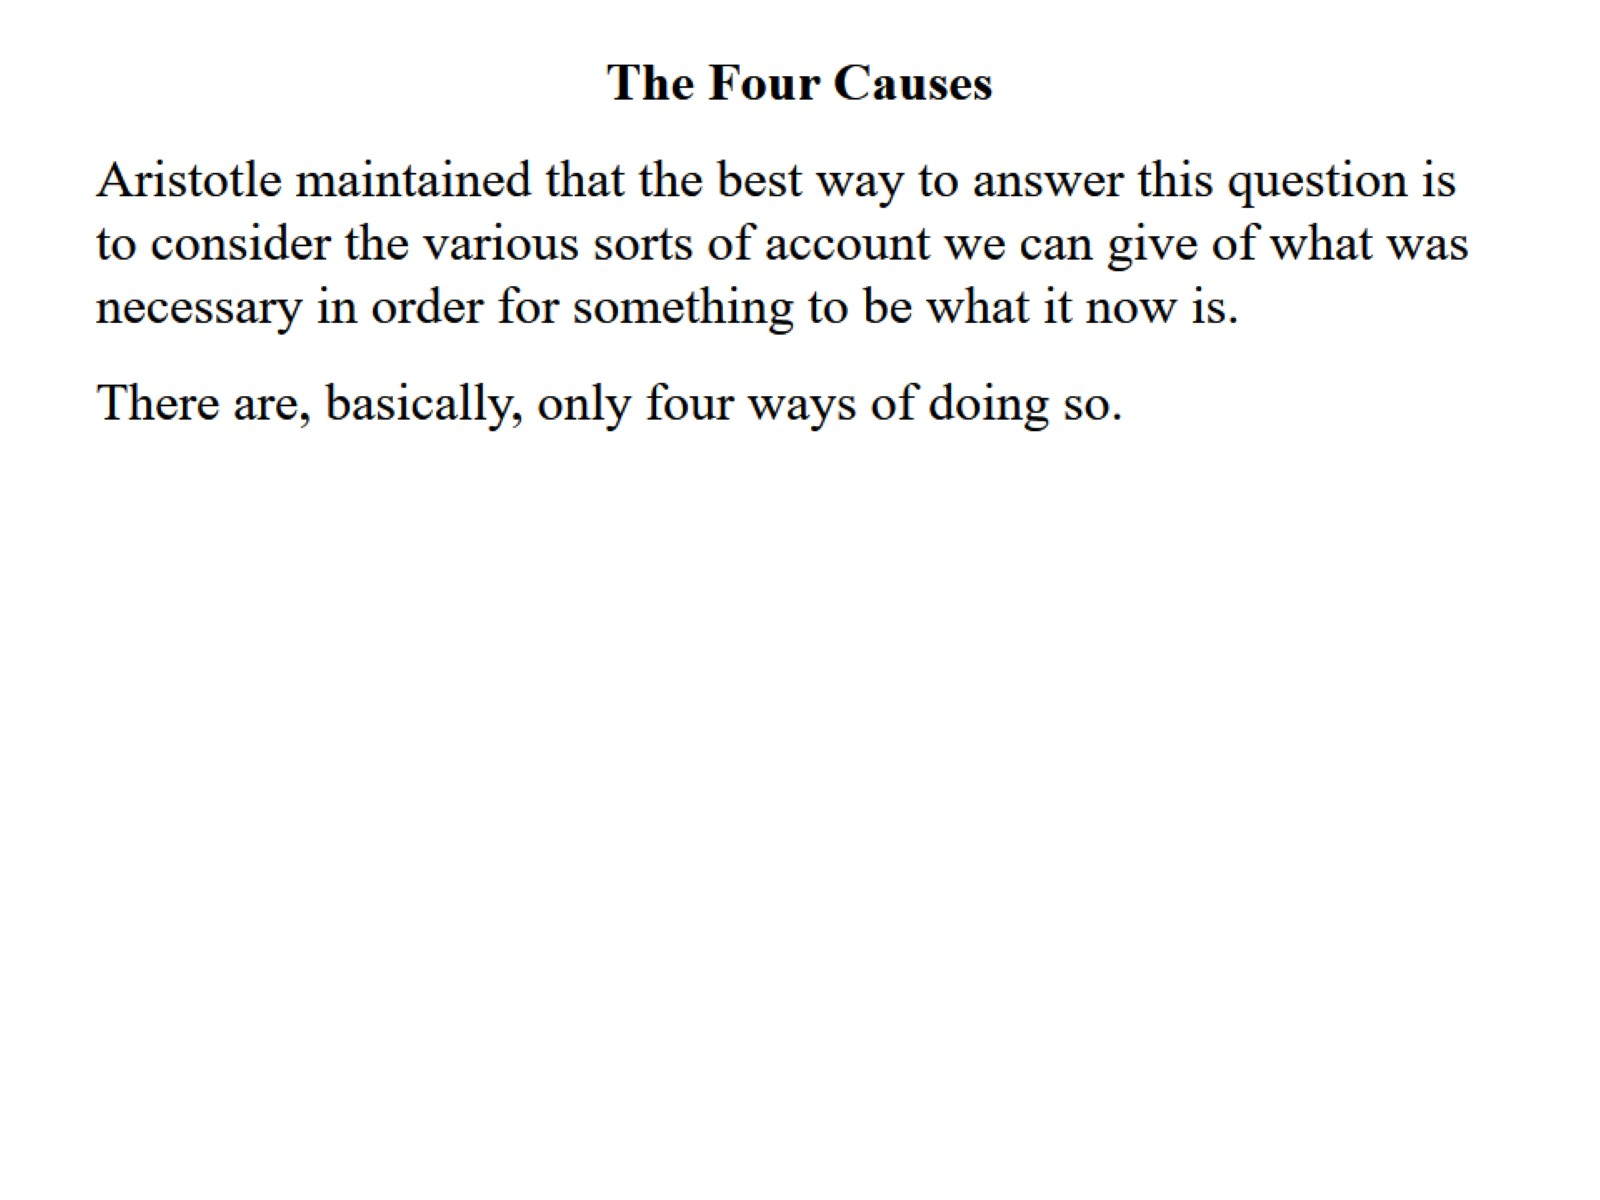 The Four Causes
Aristotle maintained that the best way to answer this question is
to consider the various sorts of account we can give of what was
necessary in order for something to be what it now is.
There are, basically, only four ways of doing so.